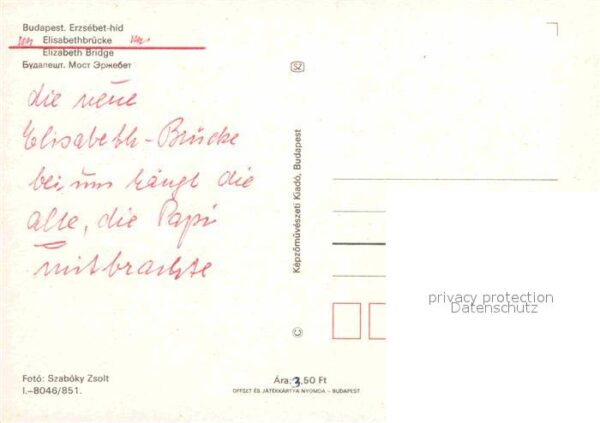 Budapest. Erzsébet-híd
Elisabethbrücke
Elizabeth Bridge
Будапешт. Мост Эржебет
die neue
Elisabeth-Brücke
bei uns hängt die
alte, die Papi
mitbrachte
SZ
Képzőművészeti Kiadó, Budapest
privacy protection
Datenschutz
Fotó: Szabóky Zsolt
I.-8046/851.
Ára: 3,50 Ft
OFFSET ÉS JÁTÉKKÁRTYA NYOMDA - BUDAPEST